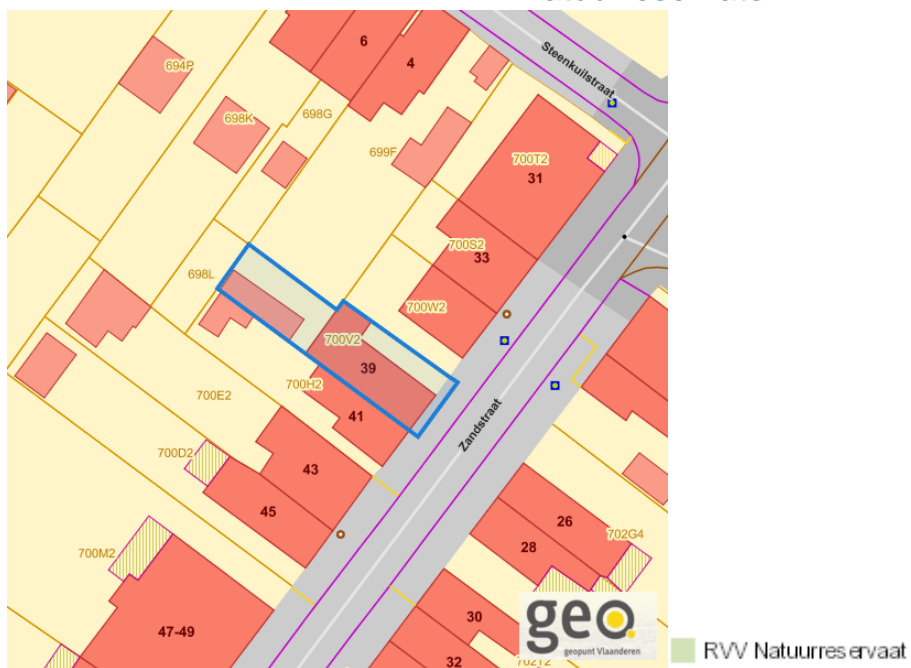 6
4
Steenkuilstraat
694P
698K
698G
699F
700T2
31
700S2
33
698L
700W2
700V2
39
700H2
700E2
41
Zandstraat
43
700D2
45
26
28
702G4
700M2
47-49
30
32
702T2
geo.
geopunt Vlaanderen
RVV Natuurreservaat